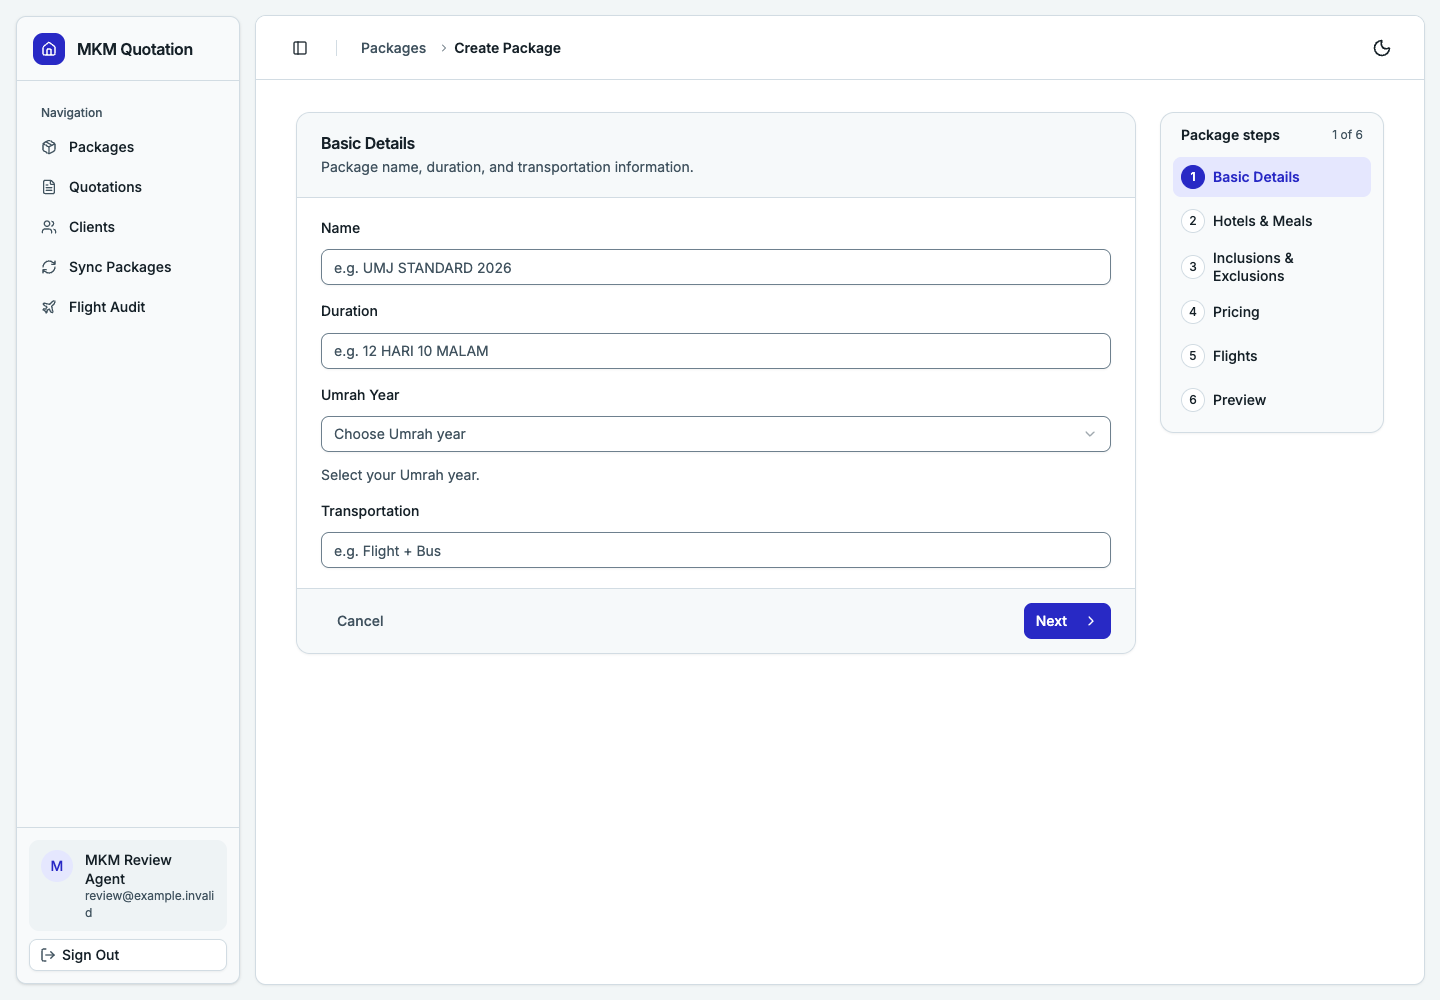 MKM Quotation
Navigation
Packages
Quotations
Clients
Sync Packages
Flight Audit
MKM Review
Agent
review@example.invali
d
M
Sign Out
Packages
Create Package
Basic Details
Package name, duration, and transportation information.
Name
e.g. UMJ STANDARD 2026
Duration
e.g. 12 HARI 10 MALAM
Umrah Year
Choose Umrah year
Select your Umrah year.
Transportation
e.g. Flight + Bus
Cancel
Next
Package steps
1 of 6
1 Basic Details
2 Hotels & Meals
3 Inclusions &
Exclusions
4 Pricing
5 Flights
6 Preview